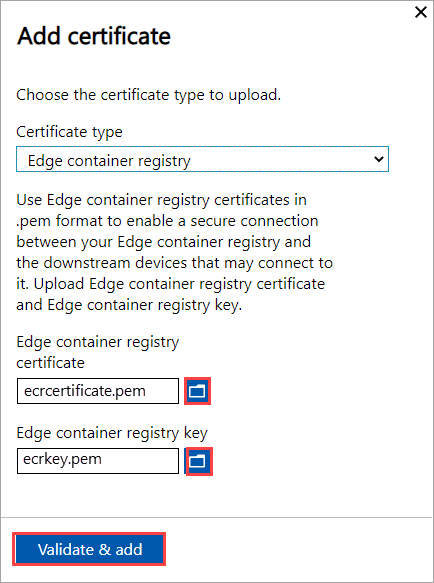 Add certificate
Choose the certificate type to upload.
Certificate type
Edge container registry
Use Edge container registry certificates in
.pem format to enable a secure connection
between your Edge container registry and
the downstream devices that may connect to
it. Upload Edge container registry certificate
and Edge container registry key.
Edge container registry
certificate
ecrcertificate.pem
Edge container registry key
ecrkey.pem
Validate & add